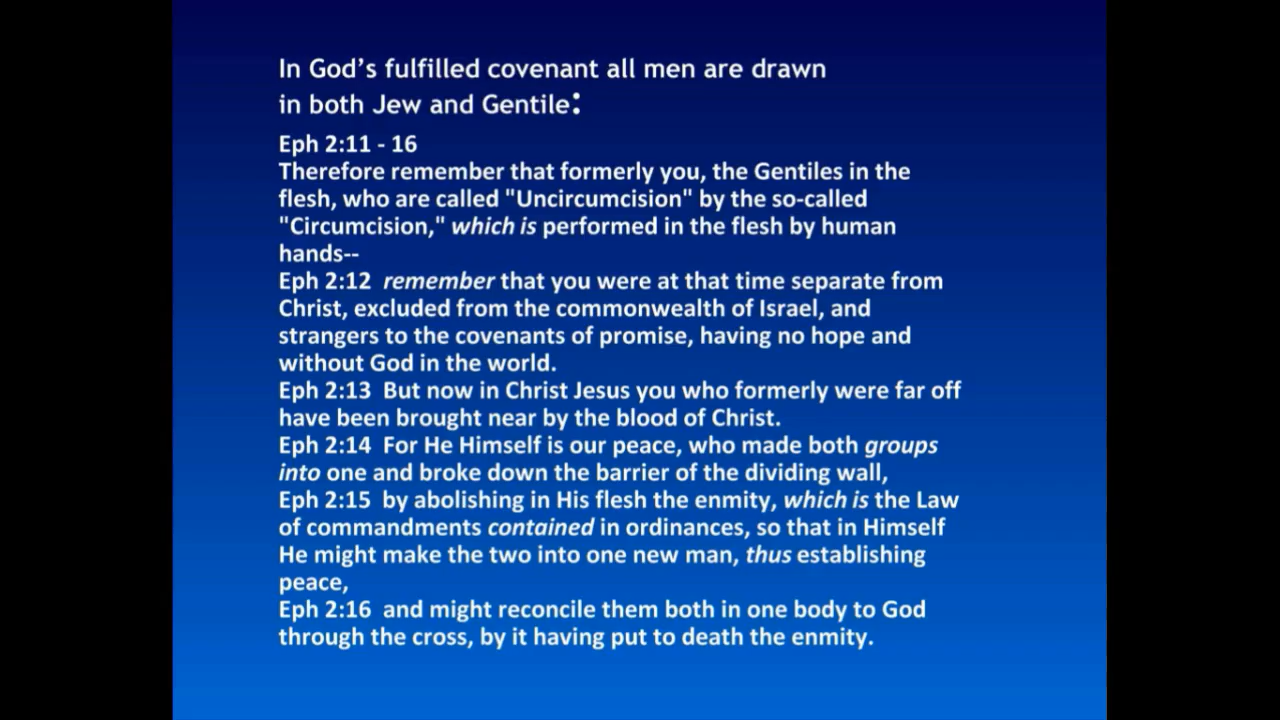 In God’s fulfilled covenant all men are drawn
in both Jew and Gentile:
Eph 2:11 - 16
Therefore remember that formerly you, the Gentiles in the
flesh, who are called "Uncircumcision" by the so-called
"Circumcision," which is performed in the flesh by human
hands--
Eph 2:12  remember that you were at that time separate from
Christ, excluded from the commonwealth of Israel, and
strangers to the covenants of promise, having no hope and
without God in the world.
Eph 2:13  But now in Christ Jesus you who formerly were far off
have been brought near by the blood of Christ.
Eph 2:14  For He Himself is our peace, who made both groups
into one and broke down the barrier of the dividing wall,
Eph 2:15  by abolishing in His flesh the enmity, which is the Law
of commandments contained in ordinances, so that in Himself
He might make the two into one new man, thus establishing
peace,
Eph 2:16  and might reconcile them both in one body to God
through the cross, by it having put to death the enmity.